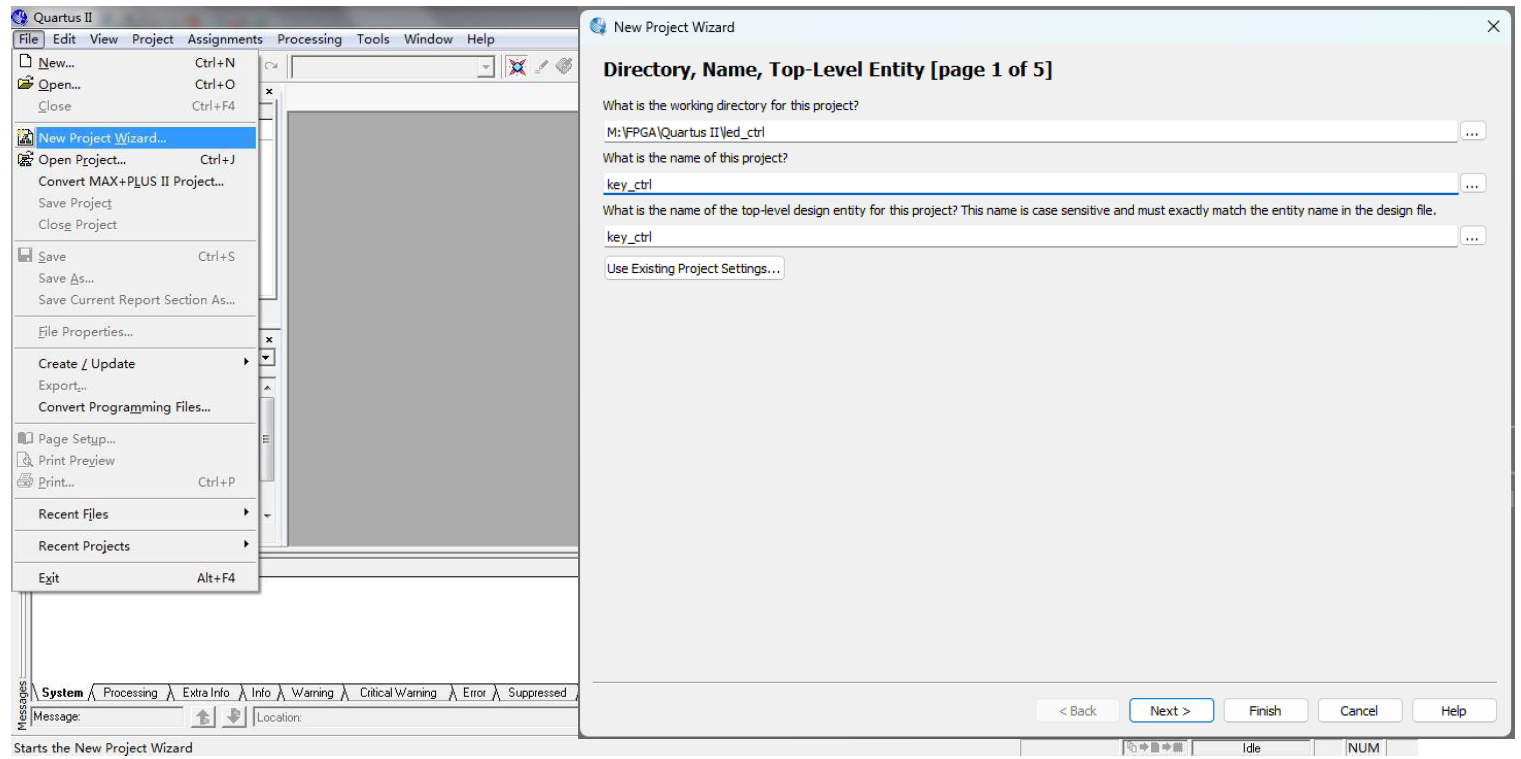 Quartus II
File Edit View Project Assignments Processing Tools Window Help
New... Ctrl+N
Open... Ctrl+O
Close Ctrl+F4
New Project Wizard...
Open Project... Ctrl+J
Convert MAX+PLUS II Project...
Save Project
Close Project
Save Ctrl+S
Save As...
Save Current Report Section As...
File Properties...
Create / Update
Export...
Convert Programming Files...
Page Setup...
Print Preview
Print... Ctrl+P
Recent Files
Recent Projects
Exit Alt+F4
Messages
System Processing Extra Info Info Warning Critical Warning Error Suppressed
Message: Location:
Starts the New Project Wizard
New Project Wizard
Directory, Name, Top-Level Entity [page 1 of 5]
What is the working directory for this project?
M:\FPGA\Quartus II\led_ctrl
...
What is the name of this project?
key_ctrl
...
What is the name of the top-level design entity for this project? This name is case sensitive and must exactly match the entity name in the design file.
key_ctrl
...
Use Existing Project Settings...
< Back Next > Finish Cancel Help
Idle NUM